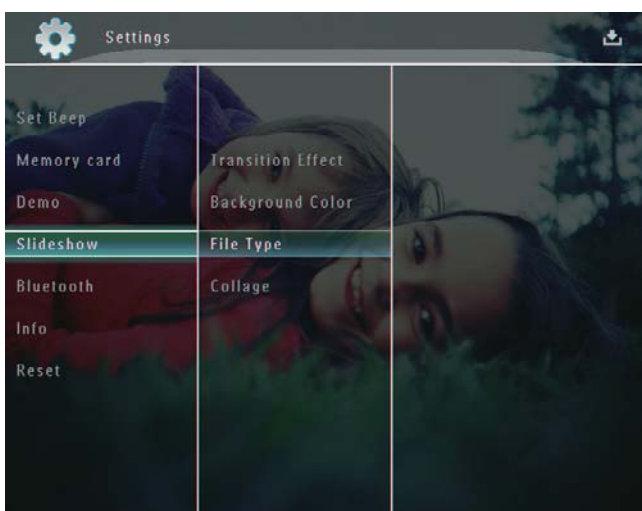 Settings
Set Beep
Memory card
Demo
Slideshow
Bluetooth
Info
Reset
Transition Effect
Background Color
File Type
Collage